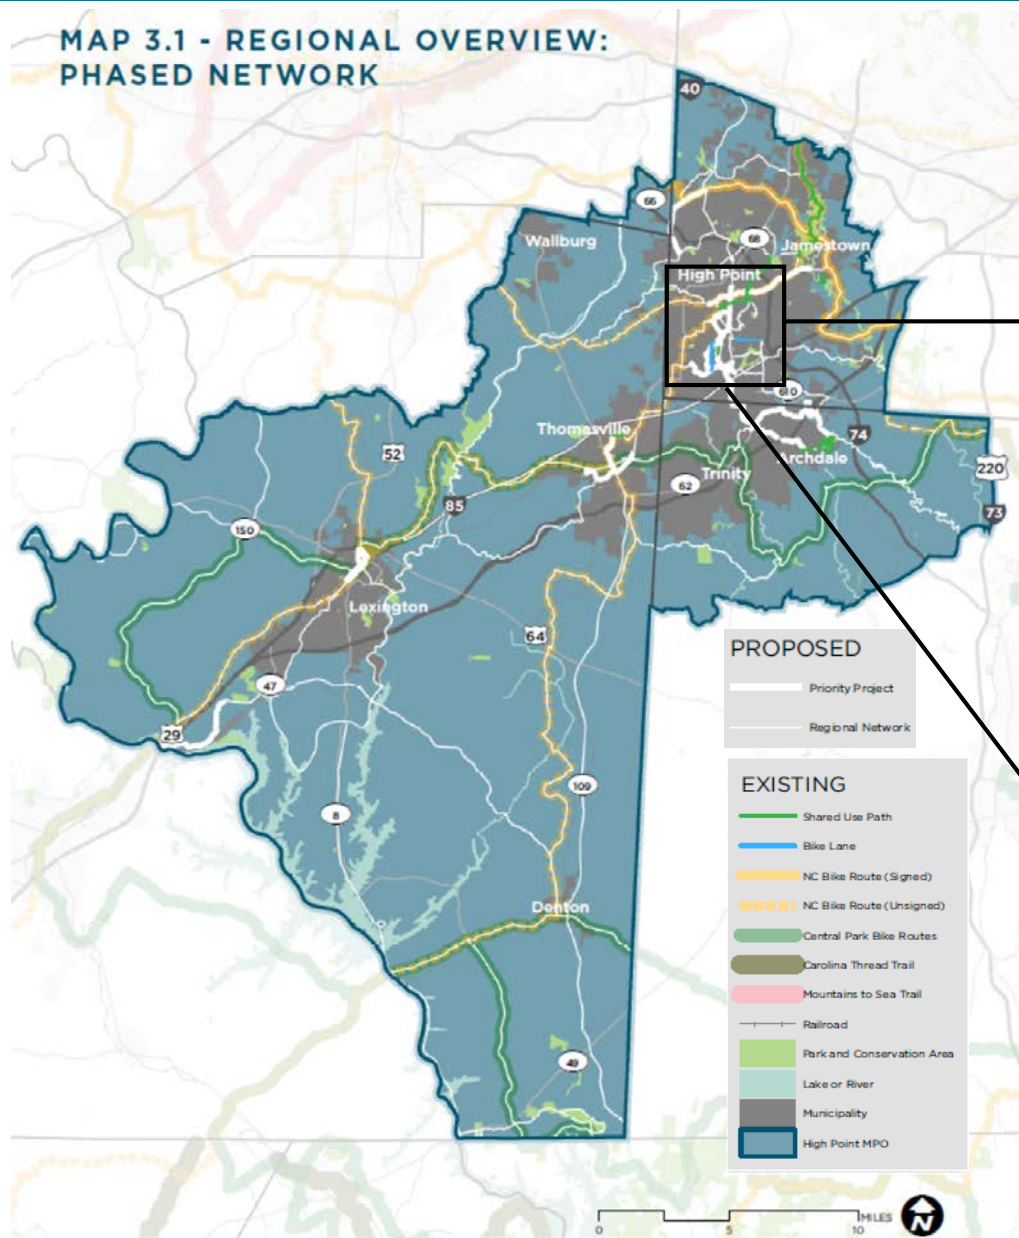 MAP 3.1 - REGIONAL OVERVIEW:
PHASED NETWORK
40
66
Wallburg
68
Jamestown
High Point
610
Thomasville
74
52
Archdale
Trinity
220
62
85
73
150
Lexington
64
PROPOSED
Priority Project
Regional Network
47
29
EXISTING
109
8
Shared Use Path
Bike Lane
NC Bike Route (Signed)
NC Bike Route (Unsigned)
Denton
Central Park Bike Routes
Carolina Thread Trail
Mountains to Sea Trail
Railroad
Park and Conservation Area
49
Lake or River
Municipality
High Point MPO
MILES
N
0
5
10